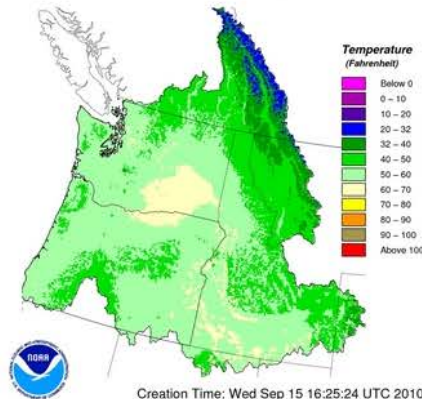 Temperature
(Fahrenheit)
Below 0
0 - 10
10 - 20
20 - 32
32 - 40
40 - 50
50 - 60
60 - 70
70 - 80
80 - 90
90 - 100
Above 100
NOAA
Creation Time: Wed Sep 15 16:25:24 UTC 2010